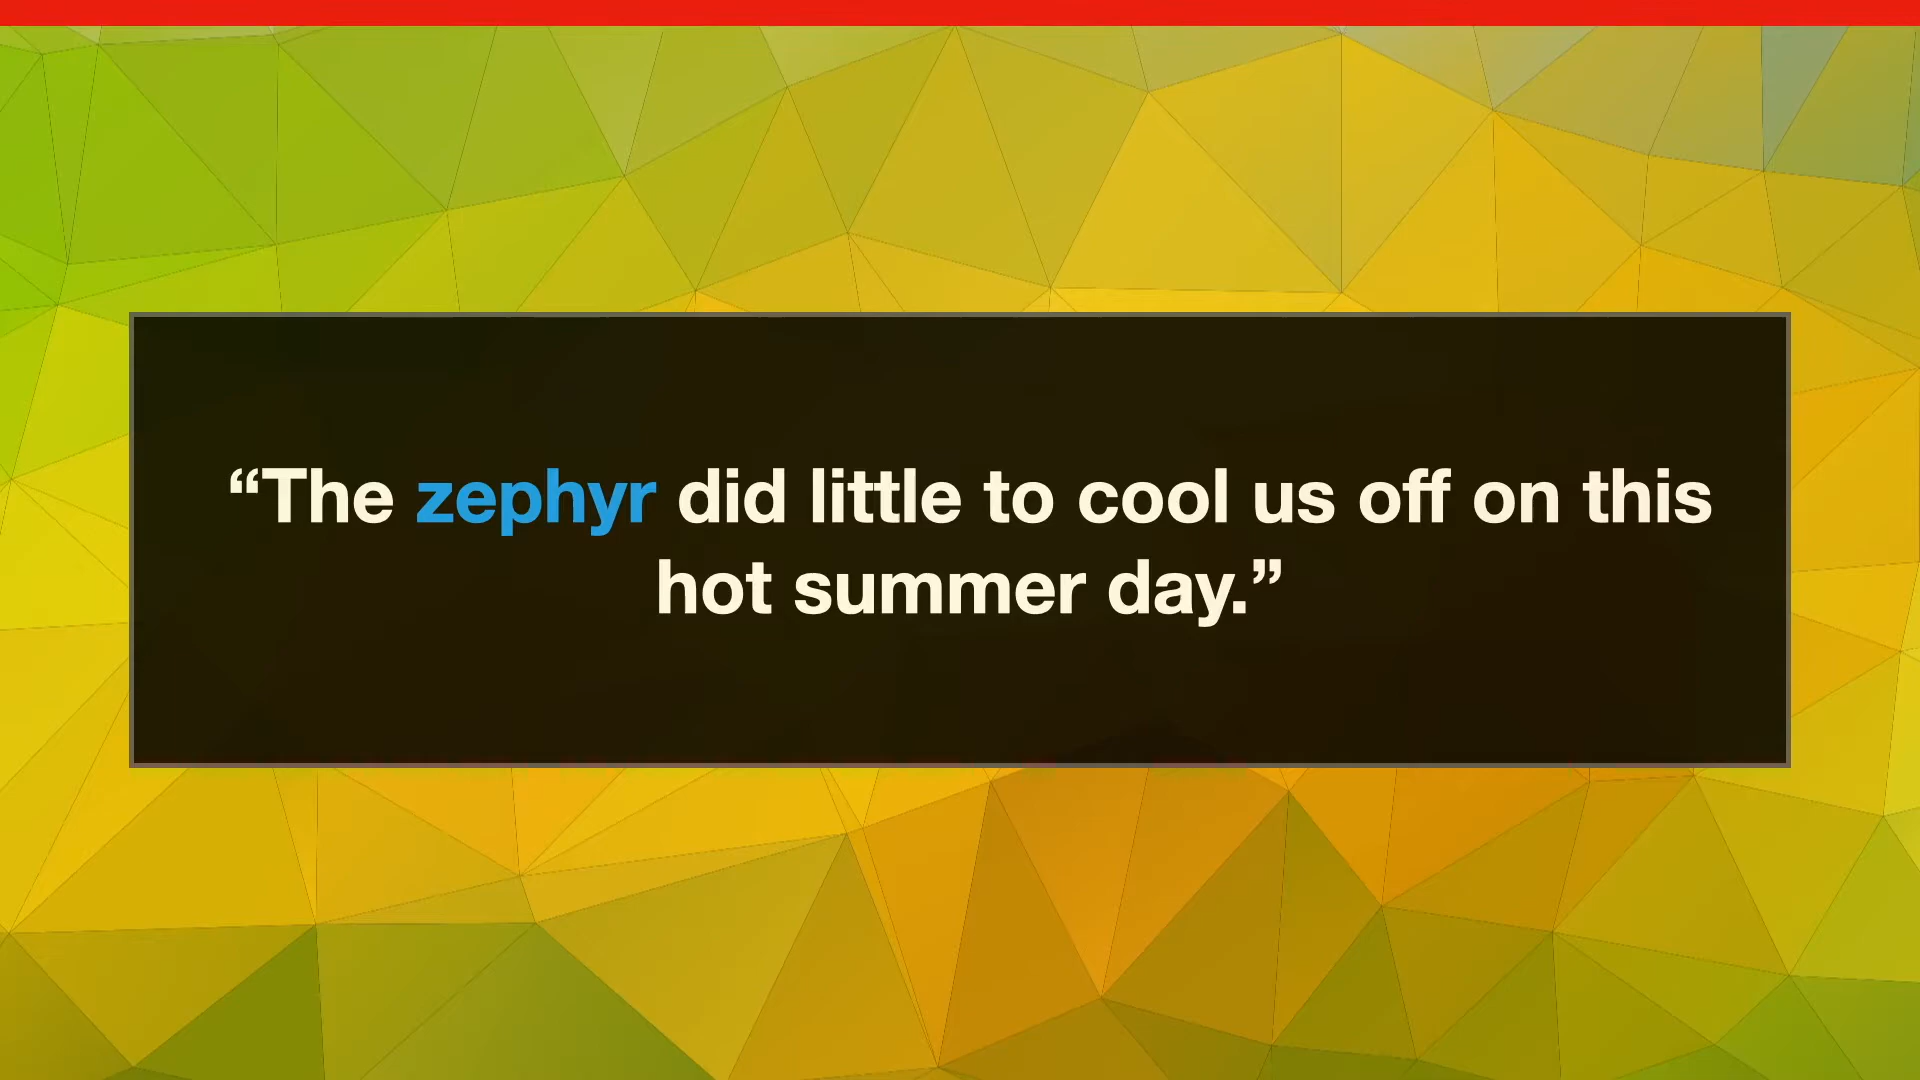 “The zephyr did little to cool us off on this
hot summer day.”